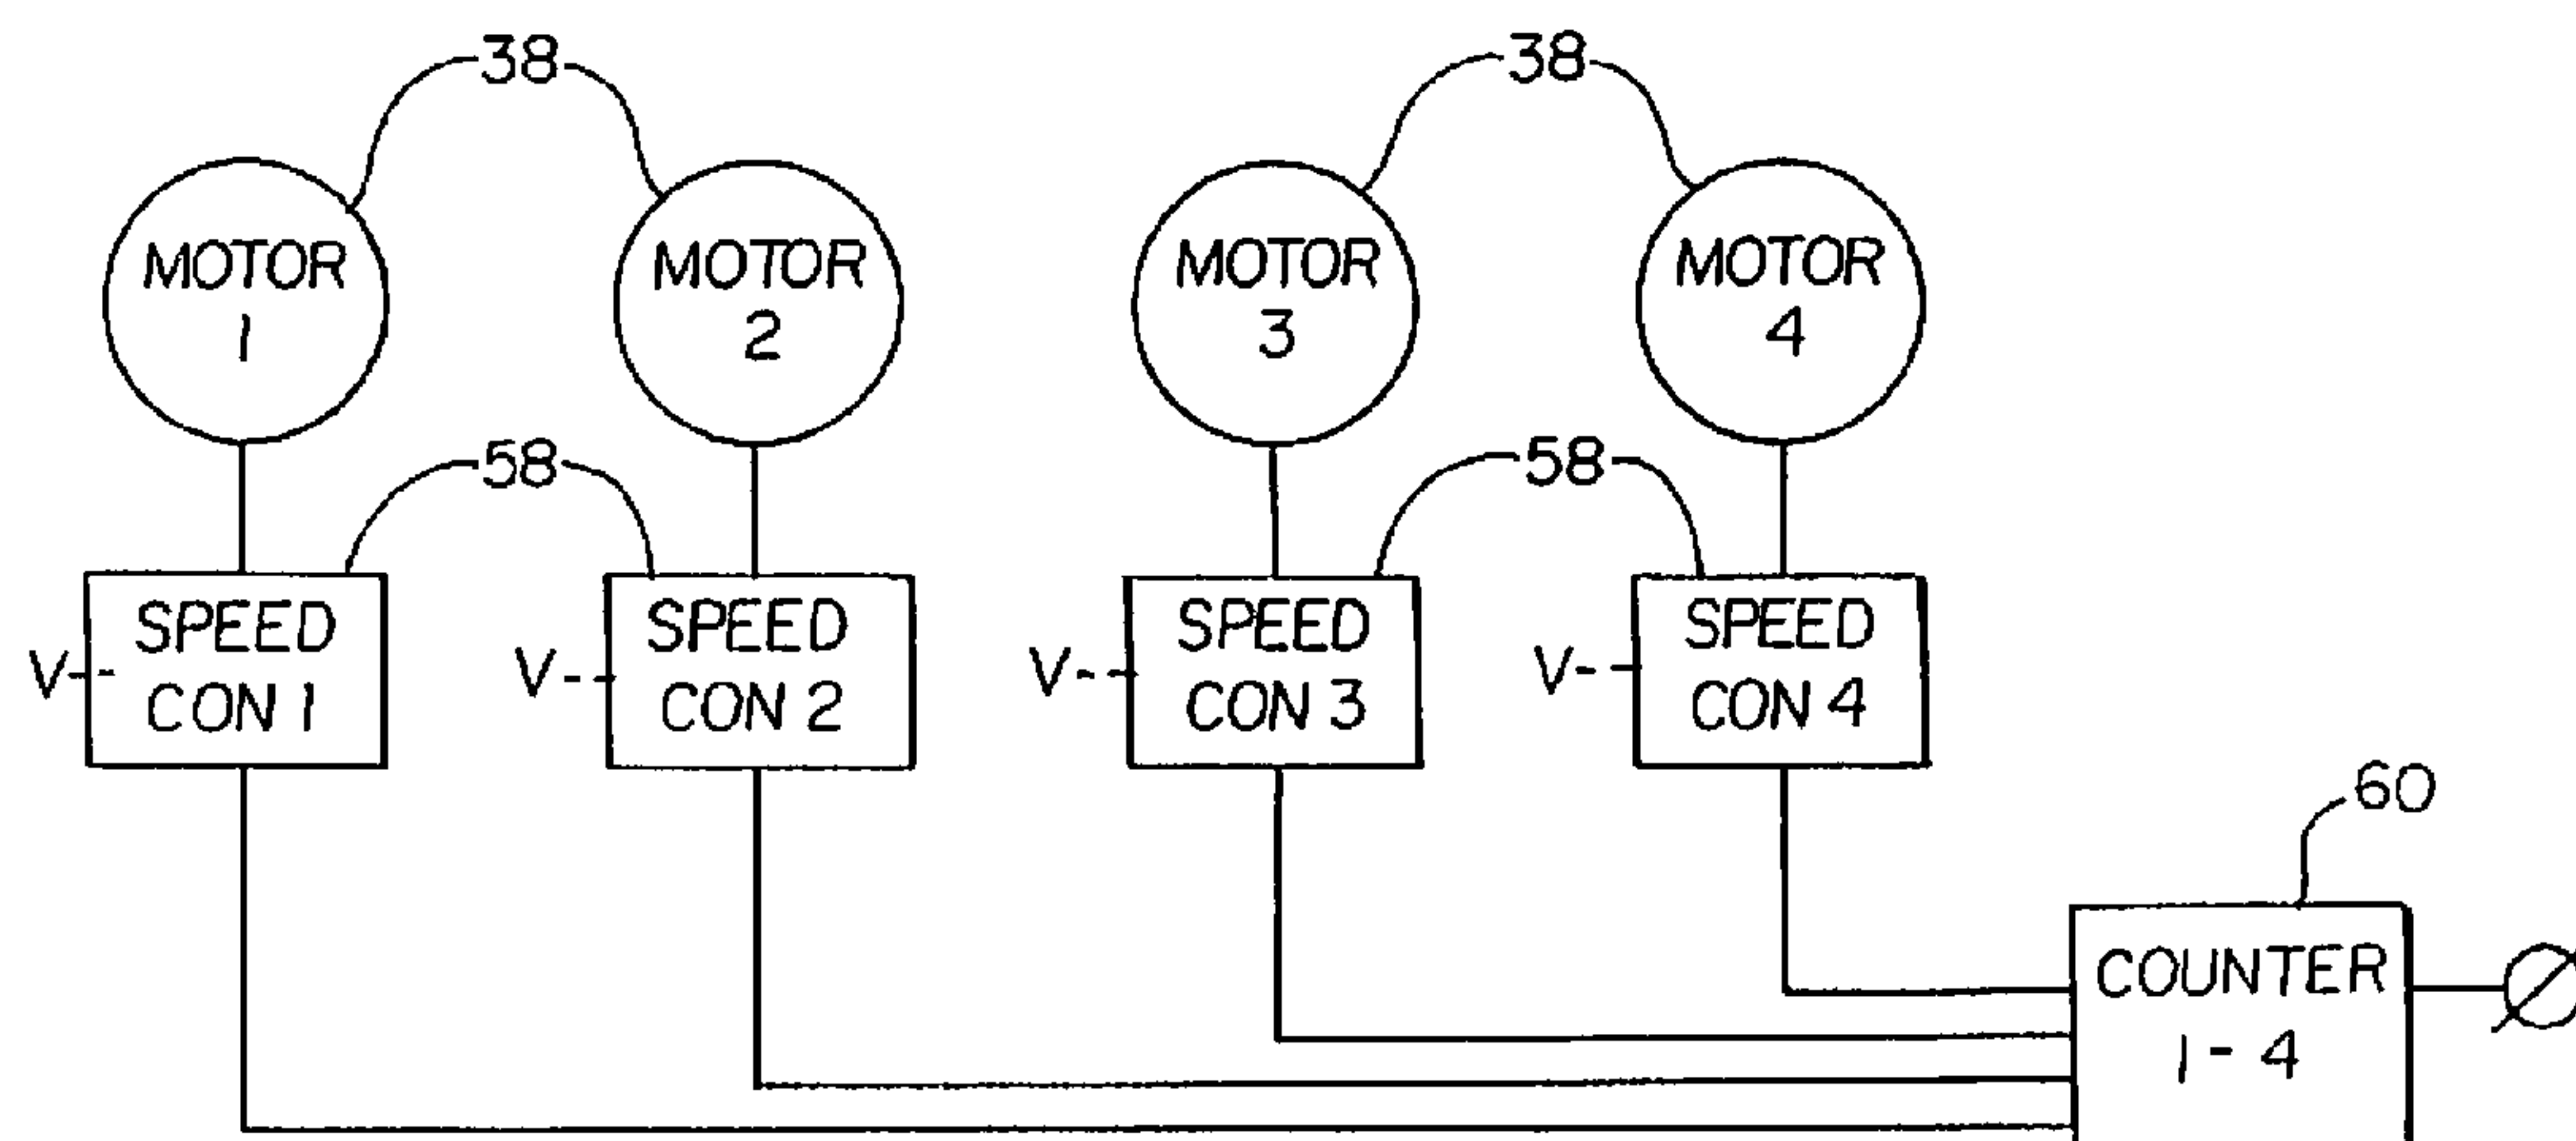 38 38
MOTOR 1 MOTOR 2 MOTOR 3 MOTOR 4
58 58
V-- SPEED CON 1 V-- SPEED CON 2 V-- SPEED CON 3 V-- SPEED CON 4
60
COUNTER
1-4
Ø